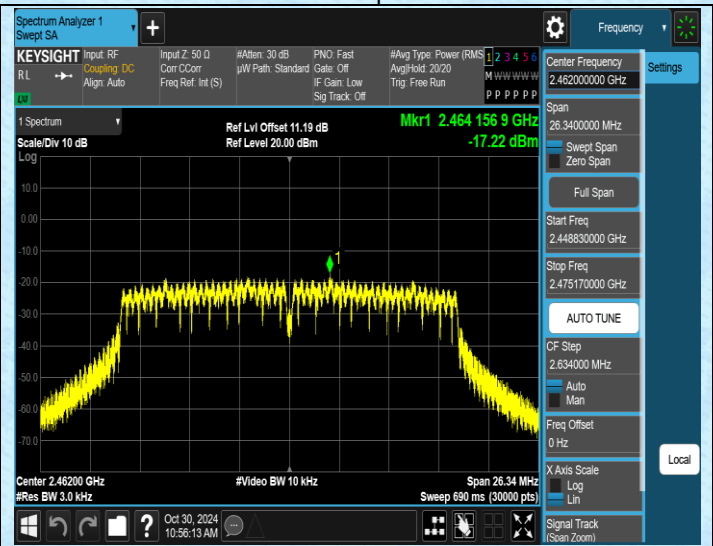 Spectrum Analyzer 1
Swept SA
+
Frequency
KEYSIGHT
RL
LXI
Input: RF
Coupling: DC
Align: Auto
Input Z: 50 Ω
Corr CCorr
Freq Ref: Int (S)
#Atten: 30 dB
µW Path: Standard
PNO: Fast
Gate: Off
IF Gain: Low
Sig Track: Off
#Avg Type: Power (RMS
Avg|Hold: 20/20
Trig: Free Run
1 2 3 4 5 6
M W W W W W
P P P P P P
1 Spectrum
Scale/Div 10 dB
Ref Lvl Offset 11.19 dB
Ref Level 20.00 dBm
Mkr1 2.464 156 9 GHz
-17.22 dBm
Log
10.0
0.00
-10.0
-20.0
-30.0
-40.0
-50.0
-60.0
-70.0
1
Center 2.46200 GHz
#Res BW 3.0 kHz
#Video BW 10 kHz
Span 26.34 MHz
Sweep 690 ms (30000 pts)
Center Frequency
2.462000000 GHz
Settings
Span
26.3400000 MHz
Swept Span
Zero Span
Full Span
Start Freq
2.448830000 GHz
Stop Freq
2.475170000 GHz
AUTO TUNE
CF Step
2.634000 MHz
Auto
Man
Freq Offset
0 Hz
X Axis Scale
Log
Lin
Local
Signal Track
(Span Zoom)
?
Oct 30, 2024
10:56:13 AM